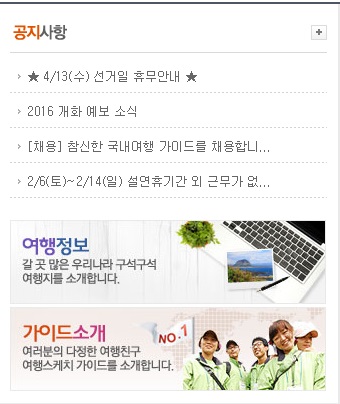 공지사항
★ 4/13(수) 선거일 휴무안내 ★
2016 개화 예보 소식
[채용] 참신한 국내여행 가이드를 채용합니...
2/6(토)~2/14(일) 설연휴기간 외 근무가 없...
여행정보
갈 곳 많은 우리나라 구석구석
여행지를 소개합니다.
가이드소개
NO.1
여러분의 다정한 여행친구
여행스케치 가이드를 소개합니다.